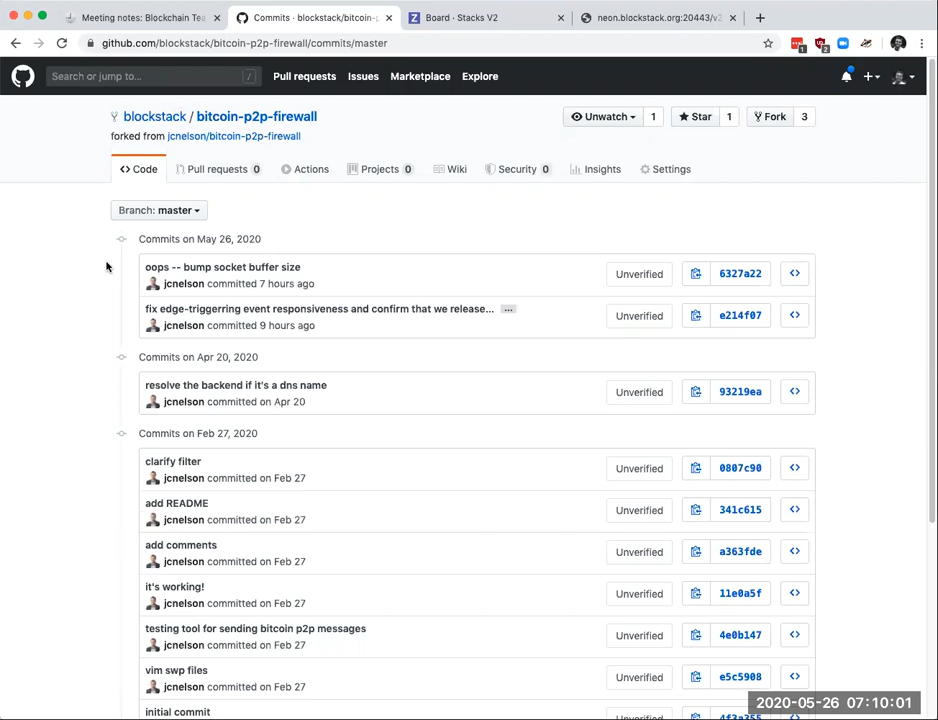 Meeting notes: Blockchain Tea
Commits · blockstack/bitcoin-
Board - Stacks V2
neon.blockstack.org:20443/v2
github.com/blockstack/bitcoin-p2p-firewall/commits/master
1
2
Search or jump to...
/
Pull requests
Issues
Marketplace
Explore
blockstack / bitcoin-p2p-firewall
Unwatch
1
Star
1
Fork
3
forked from jcnelson/bitcoin-p2p-firewall
Code
Pull requests 0
Actions
Projects 0
Wiki
Security 0
Insights
Settings
Branch: master
Commits on May 26, 2020
oops -- bump socket buffer size
jcnelson committed 7 hours ago
Unverified
6327a22
fix edge-triggerring event responsiveness and confirm that we release... ...
jcnelson committed 9 hours ago
Unverified
e214f07
Commits on Apr 20, 2020
resolve the backend if it's a dns name
jcnelson committed on Apr 20
Unverified
93219ea
Commits on Feb 27, 2020
clarify filter
jcnelson committed on Feb 27
Unverified
0807c90
add README
jcnelson committed on Feb 27
Unverified
341c615
add comments
jcnelson committed on Feb 27
Unverified
a363fde
it's working!
jcnelson committed on Feb 27
Unverified
11e0a5f
testing tool for sending bitcoin p2p messages
jcnelson committed on Feb 27
Unverified
4e0b147
vim swp files
jcnelson committed on Feb 27
Unverified
e5c5908
initial commit
2020-05-26 07:10:01